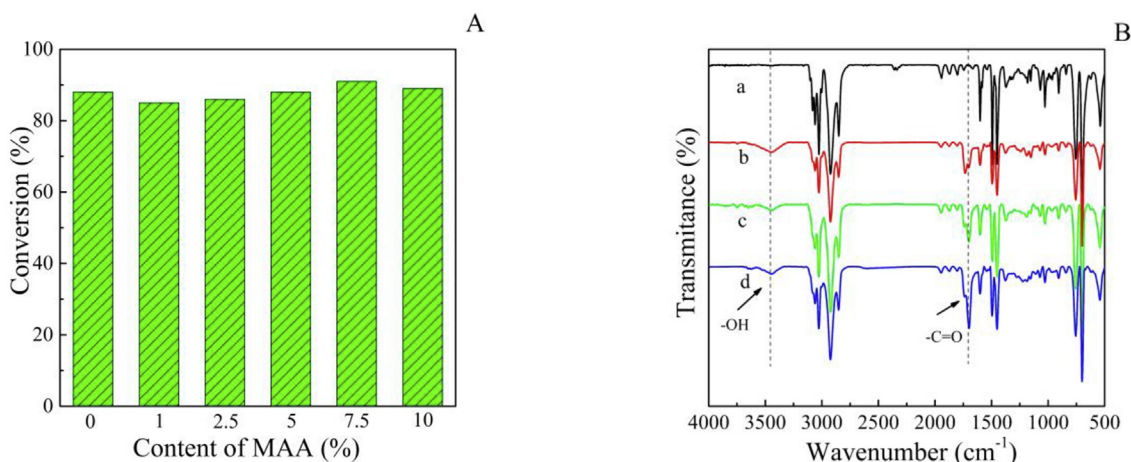 A
100
80
60
40
20
0
Conversion (%)
0 1 2.5 5 7.5 10
Content of MAA (%)
B
a
b
c
d
-OH
-C=O
Transmitance (%)
4000 3500 3000 2500 2000 1500 1000 500
Wavenumber (cm⁻¹)